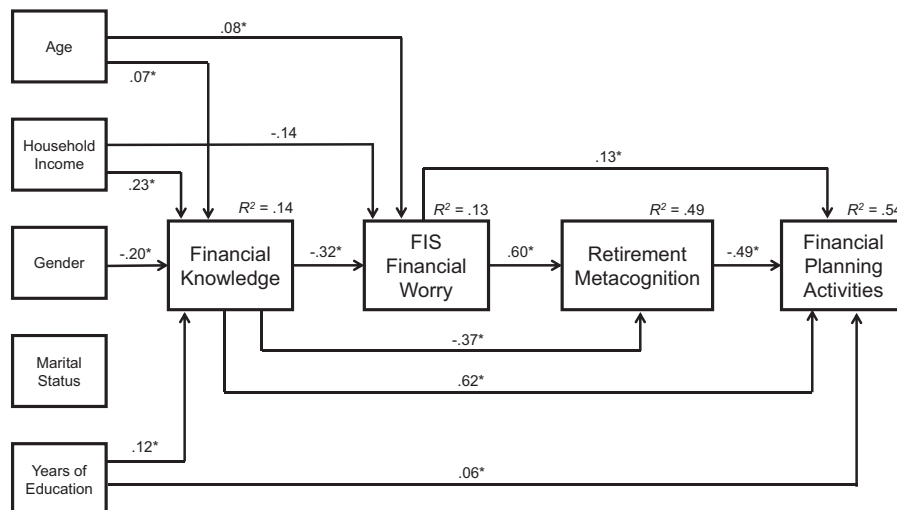 Age
.08*
.07*
Household
Income
-.14
.23*
.13*
R² = .14
R² = .13
R² = .49
R² = .54
Gender
-.20*
Financial
Knowledge
-.32*
FIS
Financial
Worry
.60*
Retirement
Metacognition
-.49*
Financial
Planning
Activities
-.37*
Marital
Status
.62*
Years of
Education
.12*
.06*